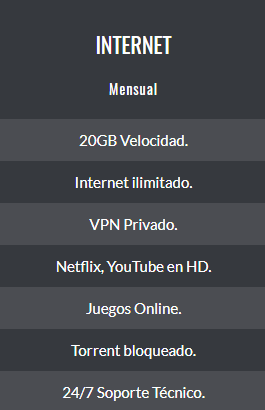 INTERNET
Mensual
20GB Velocidad.
Internet ilimitado.
VPN Privado.
Netflix, YouTube en HD.
Juegos Online.
Torrent bloqueado.
24/7 Soporte Técnico.